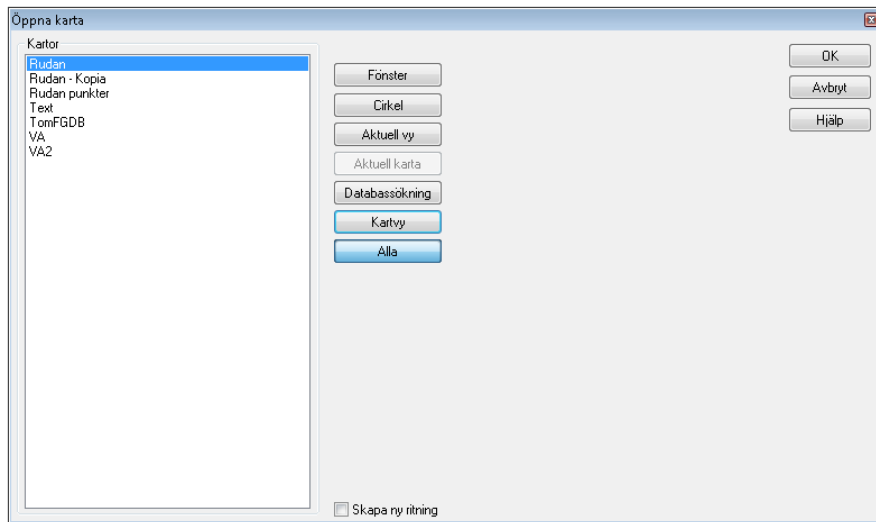 Öppna karta
Kartor
Rudan
Rudan - Kopia
Rudan punkter
Text
TomFGDB
VA
VA2
Fönster
Cirkel
Aktuell vy
Aktuell karta
Databassökning
Kartvy
Alla
Skapa ny ritning
OK
Avbryt
Hjälp